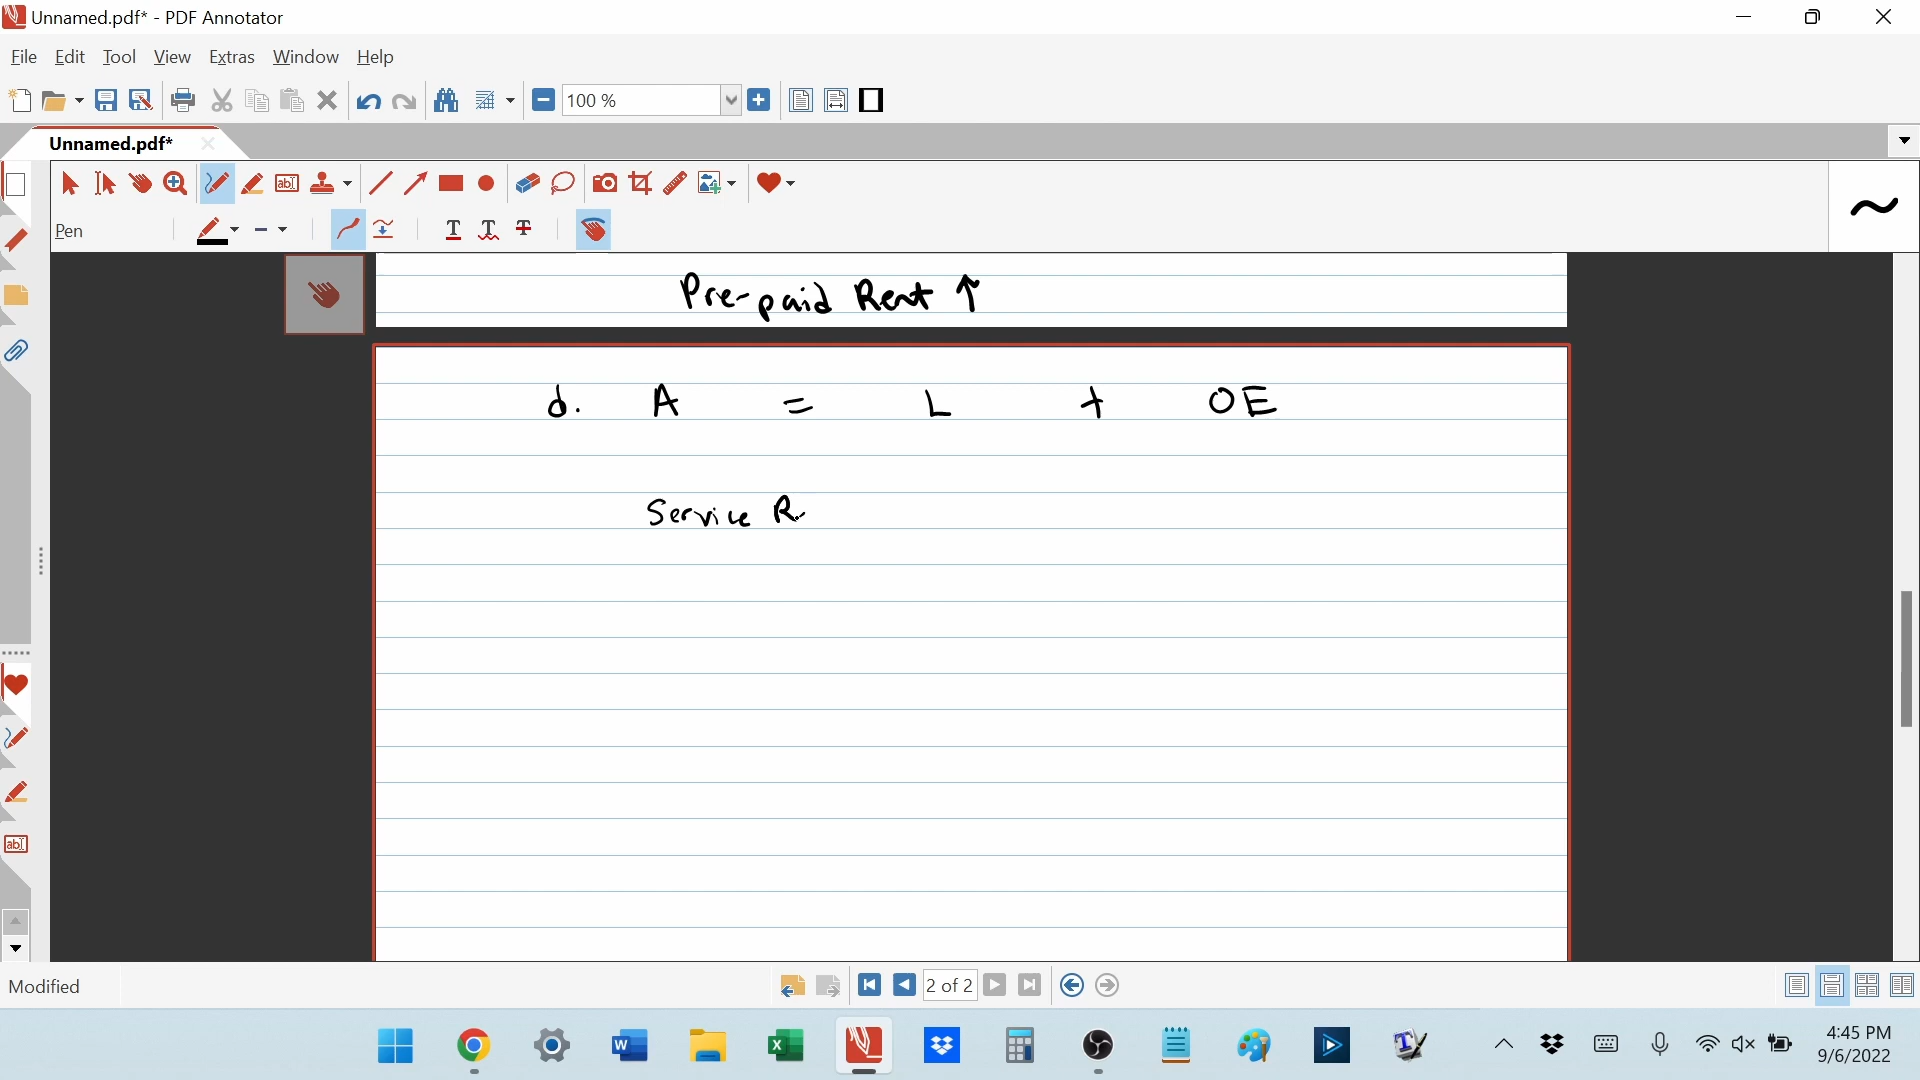 Unnamed.pdf* - PDF Annotator
File Edit Tool View Extras Window Help
100 %
Unnamed.pdf*
Pen
Pre-paid Rent ↑
d. A = L + OE
Service R
Modified
2 of 2
4:45 PM
9/6/2022